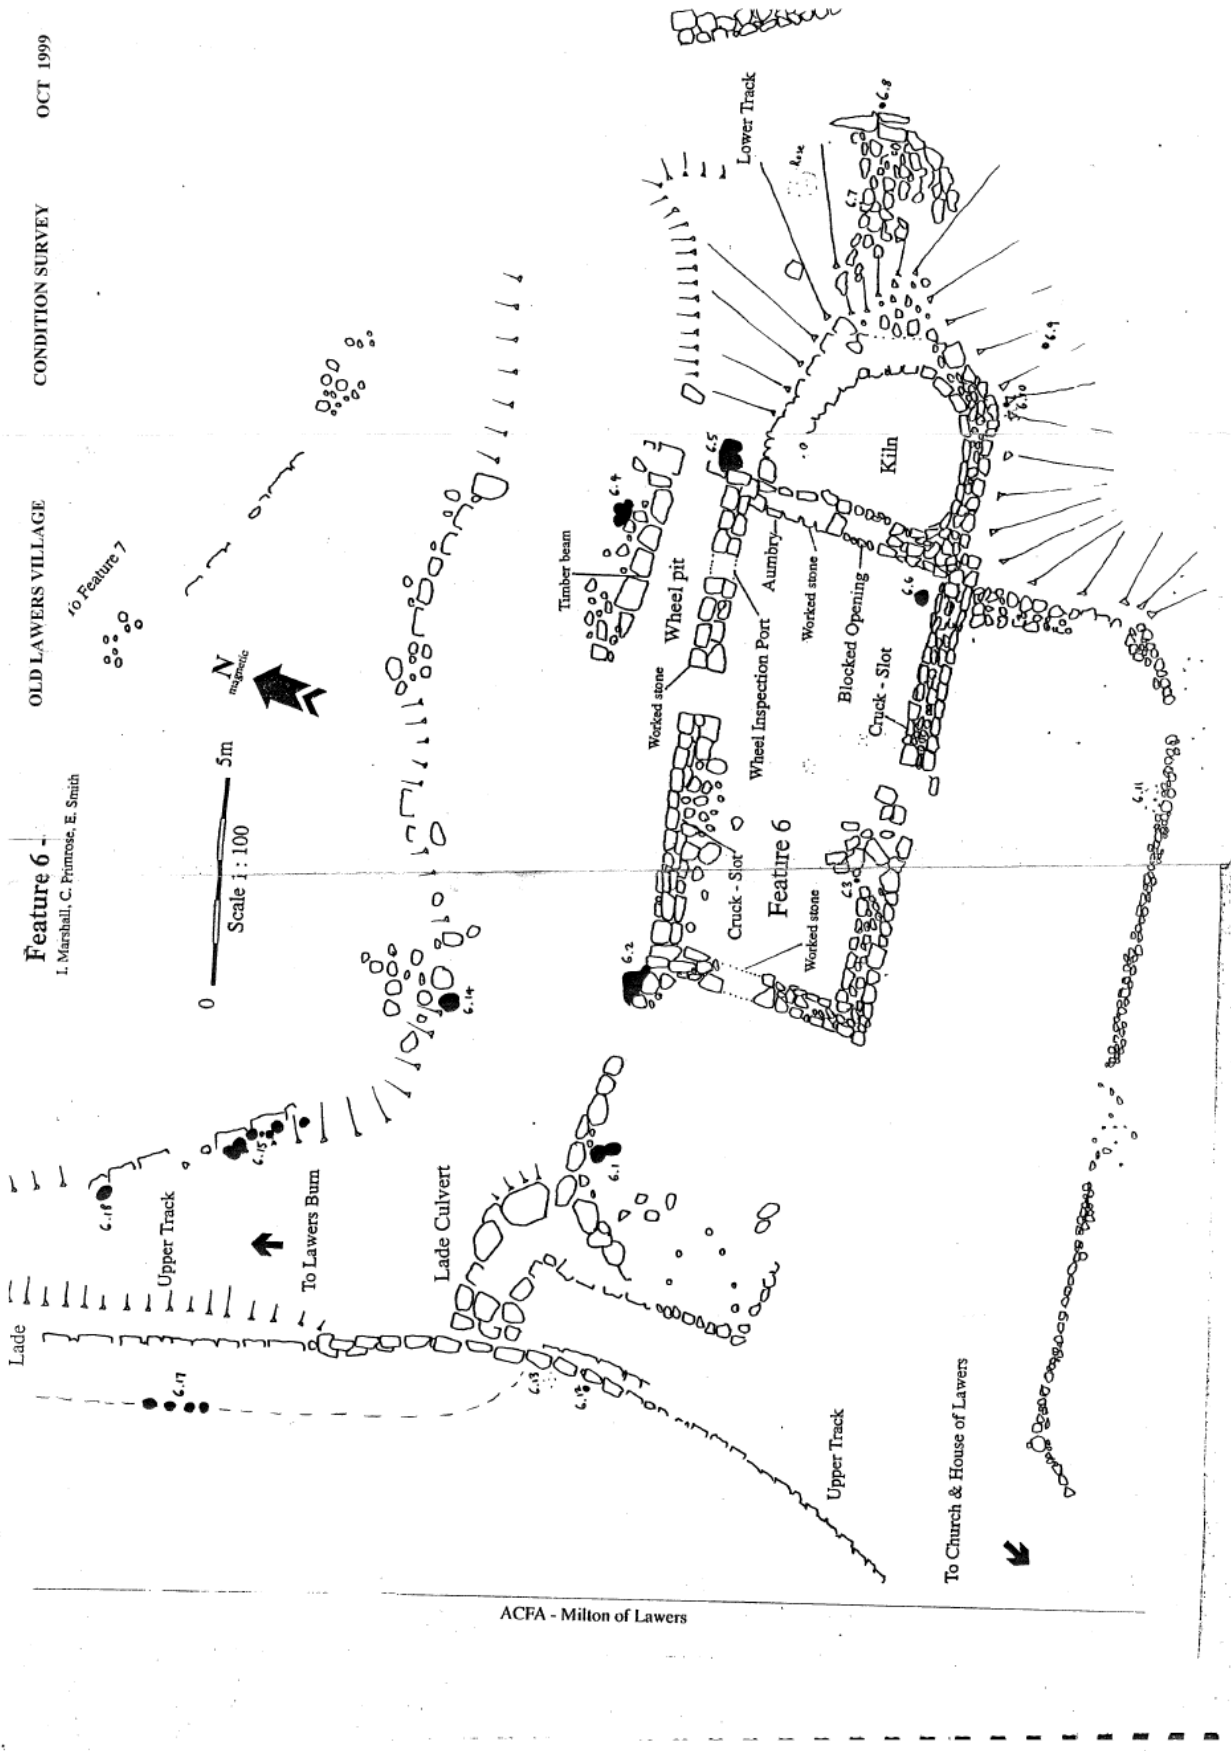 Feature 6 - OLD LAWERS VILLAGE CONDITION SURVEY OCT 1999
I. Marshall, C. Primrose, E. Smith
0 5m
Scale 1 : 100
N
magnetic
To Feature 7
Lade
6.18
Upper Track
6.15
To Lawers Burn
6.17
Lade Culvert
6.14
6.13
6.12
6.1
6.2
Timber beam
6.4
Wheel pit
6.5
Worked stone
Wheel Inspection Port
Aumbry
Worked stone
Blocked Opening
Cruck - Slot
6.6
Kiln
Lower Track
Rose
6.7
6.8
6.9
6.10
Cruck - Slot
Feature 6
Worked stone
6.3
6.11
Upper Track
To Church & House of Lawers
ACFA - Milton of Lawers